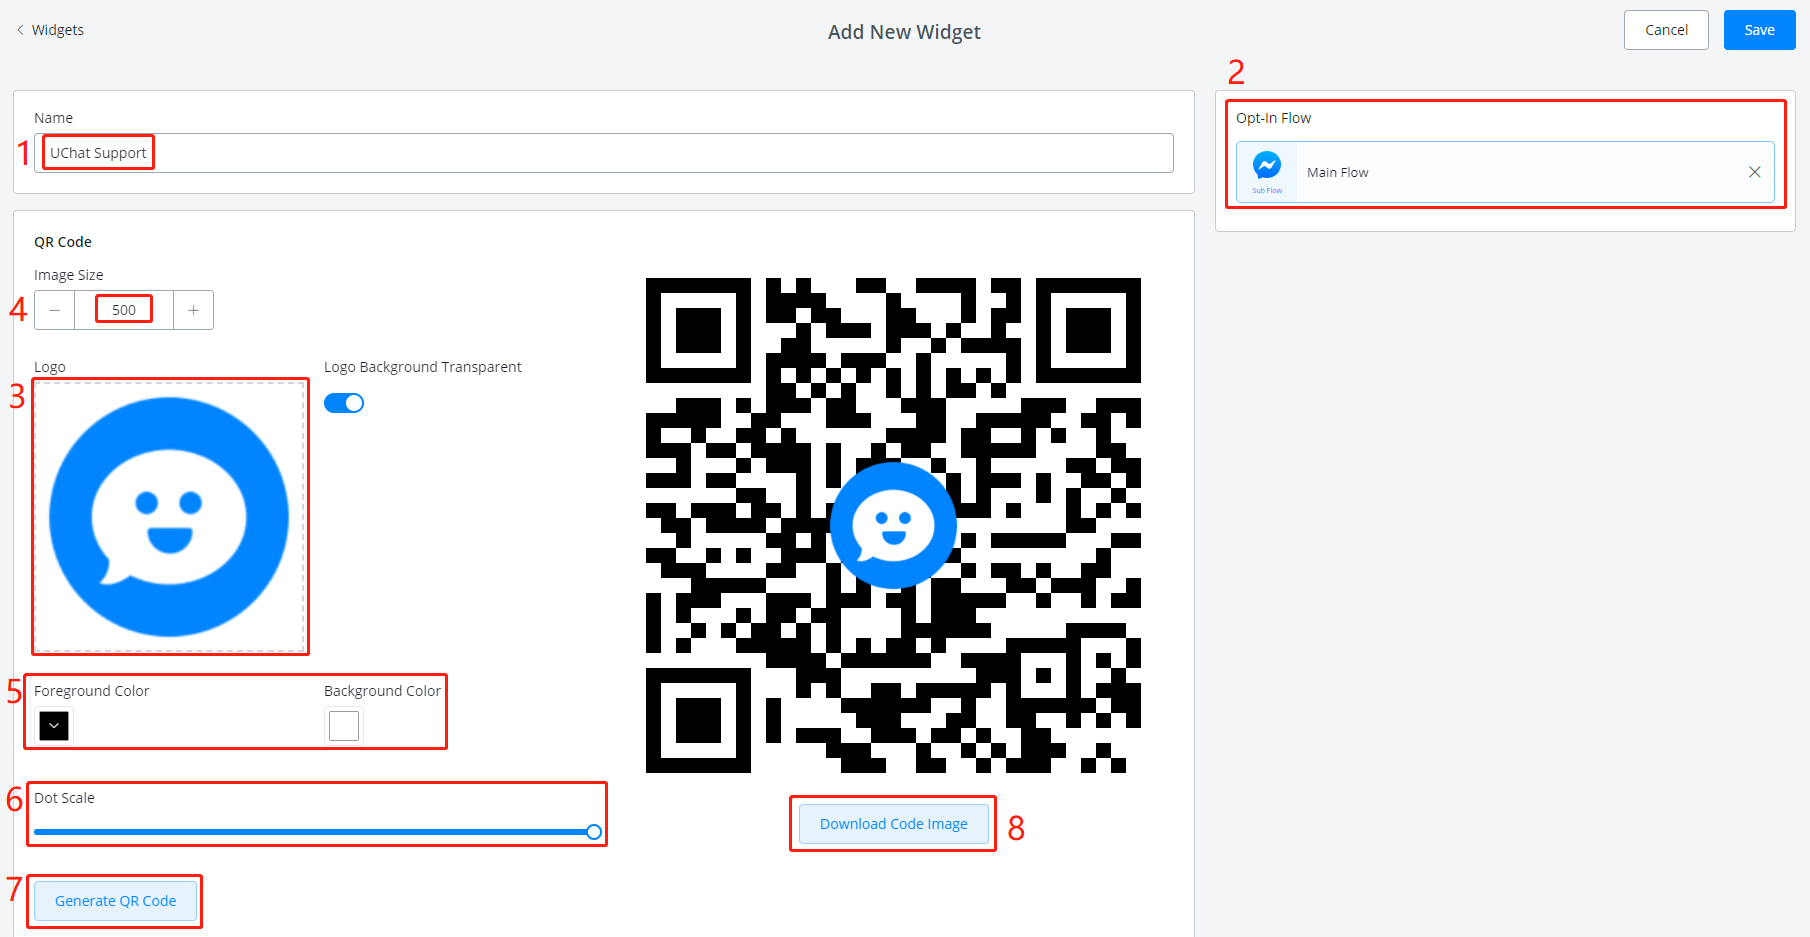 Widgets
Add New Widget
Cancel
Save
2
Name
1
UChat Support
Opt-In Flow
Sub Flow
Main Flow
QR Code
Image Size
4
500
Logo
Logo Background Transparent
3
5
Foreground Color
Background Color
6
Dot Scale
Download Code Image
8
7
Generate QR Code